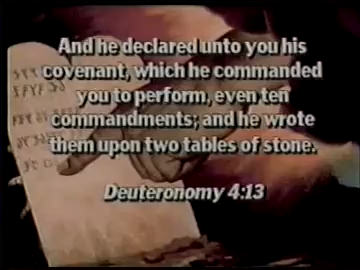 And he declared unto you his
covenant, which he commanded
you to perform, even ten
commandments; and he wrote
them upon two tables of stone.
Deuteronomy 4:13